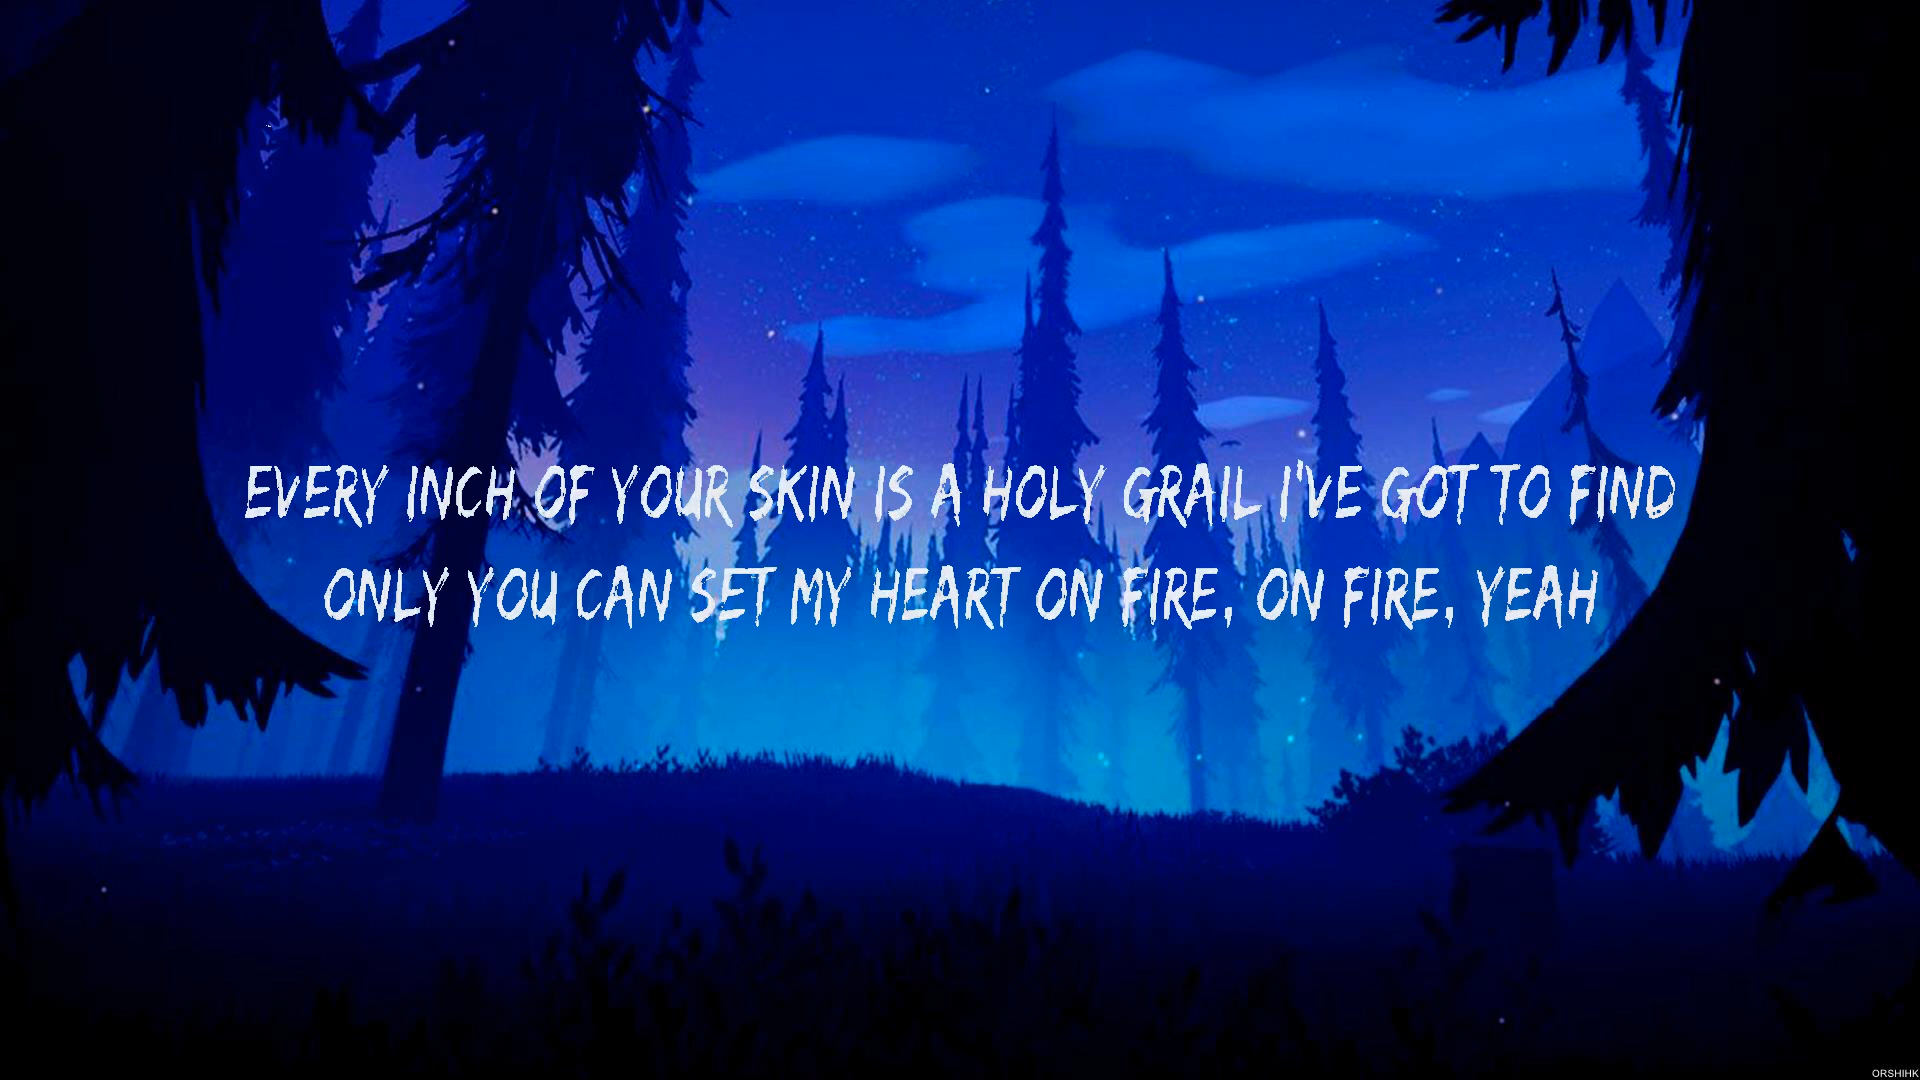 EVERY INCH OF YOUR SKIN IS A HOLY GRAIL I'VE GOT TO FIND
ONLY YOU CAN SET MY HEART ON FIRE, ON FIRE, YEAH
ORSHIHK